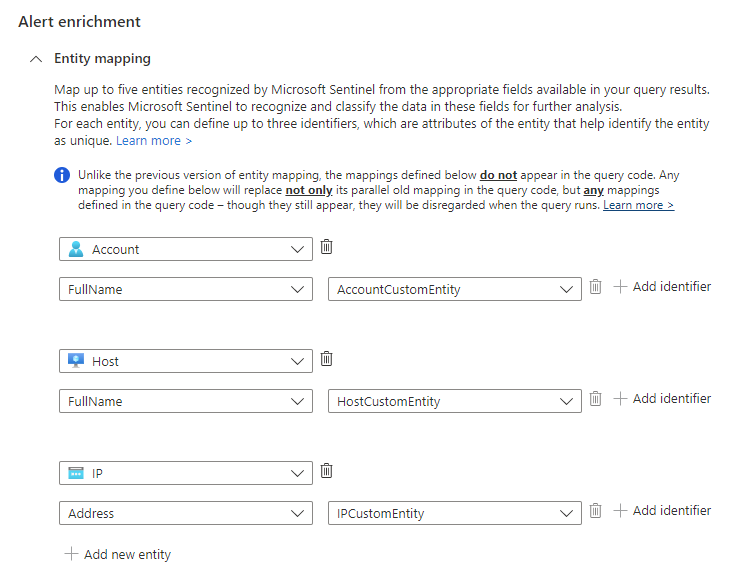 Alert enrichment
Entity mapping
Map up to five entities recognized by Microsoft Sentinel from the appropriate fields available in your query results.
This enables Microsoft Sentinel to recognize and classify the data in these fields for further analysis.
For each entity, you can define up to three identifiers, which are attributes of the entity that help identify the entity
as unique. Learn more >
Unlike the previous version of entity mapping, the mappings defined below do not appear in the query code. Any
mapping you define below will replace not only its parallel old mapping in the query code, but any mappings
defined in the query code – though they still appear, they will be disregarded when the query runs. Learn more >
Account
FullName AccountCustomEntity Add identifier
Host
FullName HostCustomEntity Add identifier
IP
Address IPCustomEntity Add identifier
Add new entity